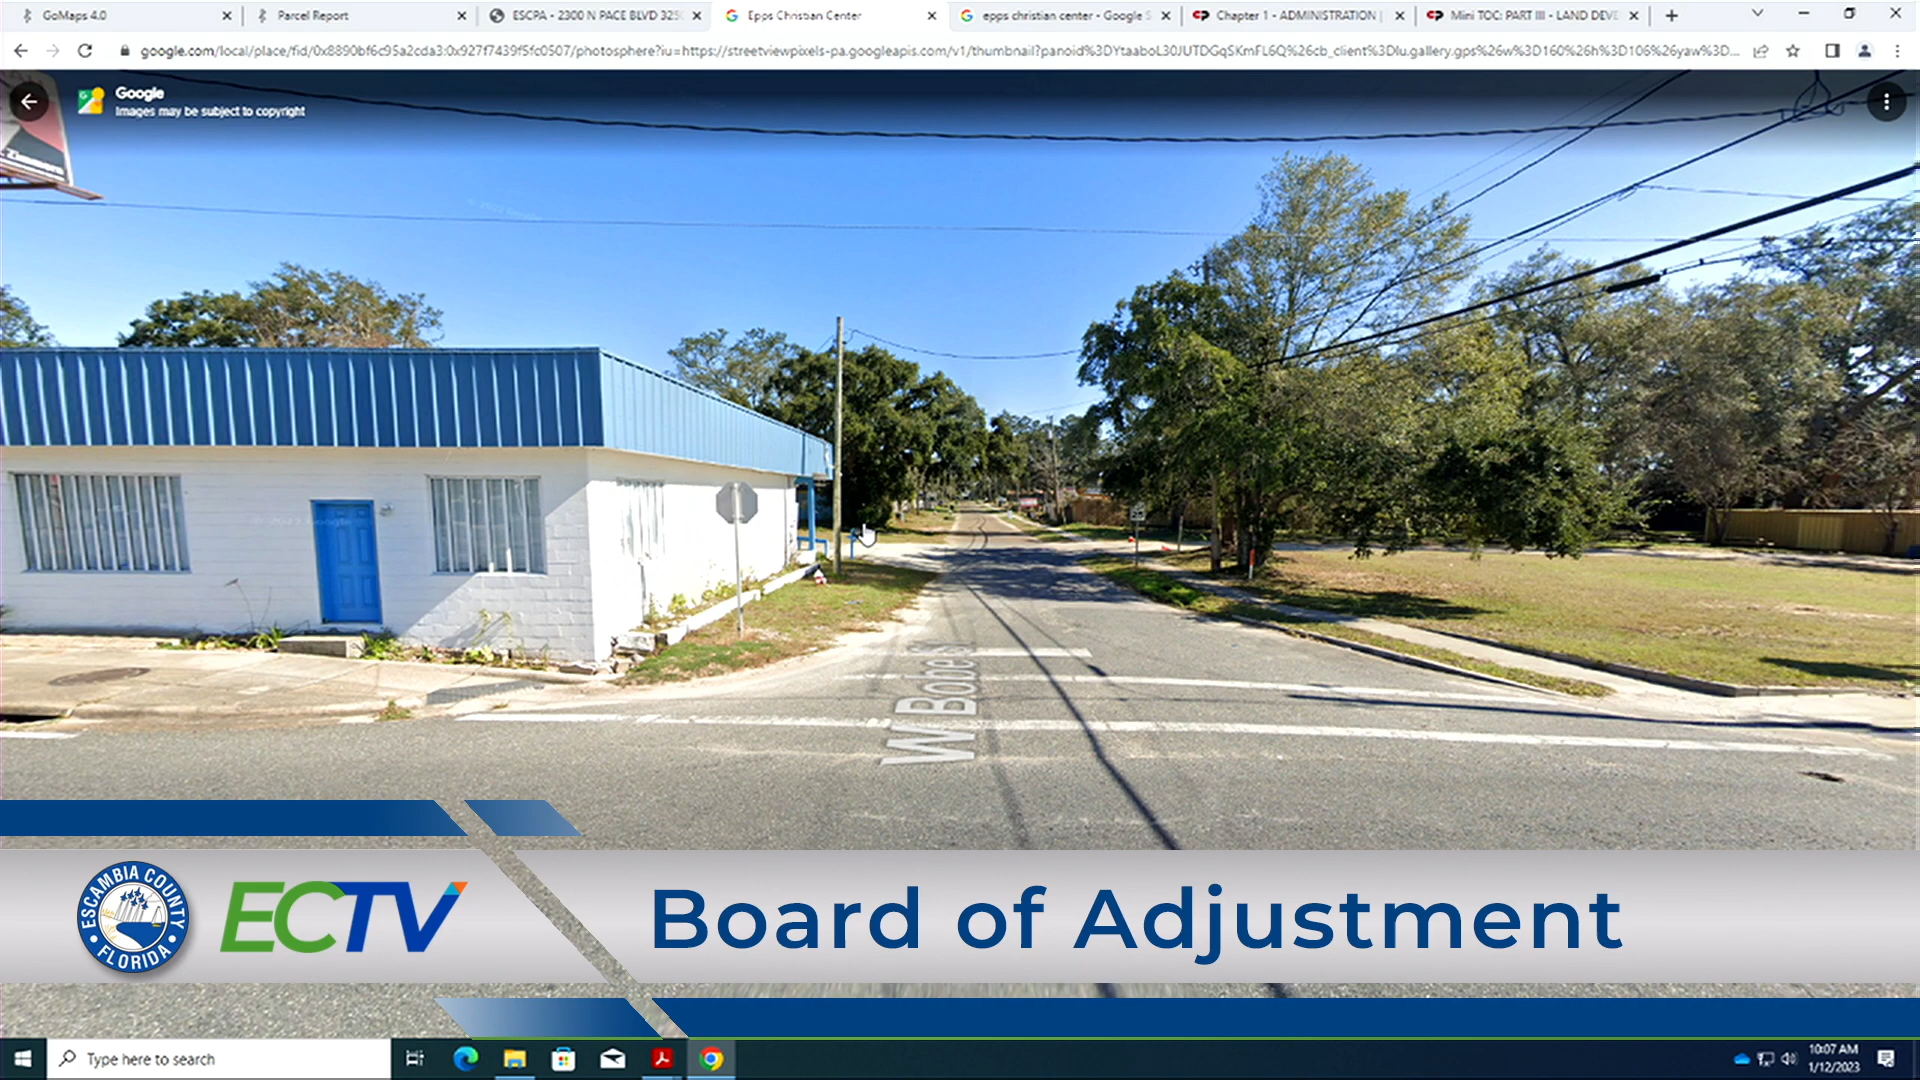 GoMaps 4.0
Parcel Report
ESCPA - 2300 N PACE BLVD 325
Epps Christian Center
epps christian center - Google S
Chapter 1 - ADMINISTRATION
Mini TOC: PART III - LAND DEVE
google.com/local/place/fid/0x8890bf6c95a2cda3:0x927f7439f5fc0507/photosphere?iu=https://streetviewpixels-pa.googleapis.com/v1/thumbnail?panoid%3DYtaaboL30JUTDGqSKmFL6Q%26cb_client%3Dlu.gallery.gps%26w%3D160%26h%3D106%26yaw%3D...
Google
Images may be subject to copyright
W Bobe St
ESCAMBIA COUNTY
FLORIDA
ECTV
Board of Adjustment
Type here to search
10:07 AM
1/12/2023